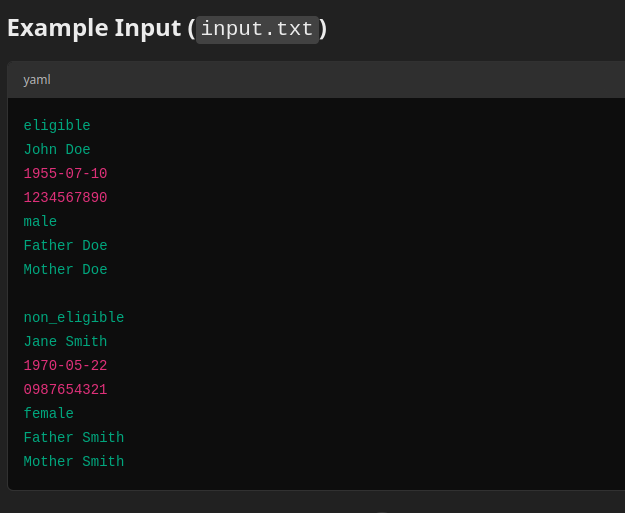 Example Input (input.txt)
yaml
eligible
John Doe
1955-07-10
1234567890
male
Father Doe
Mother Doe
non_eligible
Jane Smith
1970-05-22
0987654321
female
Father Smith
Mother Smith